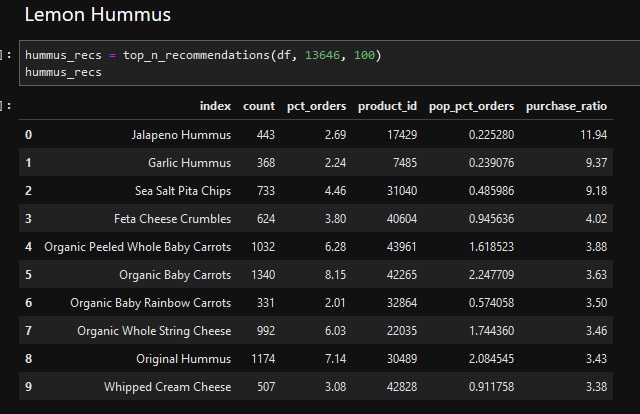 Lemon Hummus
]: hummus_recs = top_n_recommendations(df, 13646, 100)
hummus_recs
]: index count pct_orders product_id pop_pct_orders purchase_ratio
0 Jalapeno Hummus 443 2.69 17429 0.225280 11.94
1 Garlic Hummus 368 2.24 7485 0.239076 9.37
2 Sea Salt Pita Chips 733 4.46 31040 0.485986 9.18
3 Feta Cheese Crumbles 624 3.80 40604 0.945636 4.02
4 Organic Peeled Whole Baby Carrots 1032 6.28 43961 1.618523 3.88
5 Organic Baby Carrots 1340 8.15 42265 2.247709 3.63
6 Organic Baby Rainbow Carrots 331 2.01 32864 0.574058 3.50
7 Organic Whole String Cheese 992 6.03 22035 1.744360 3.46
8 Original Hummus 1174 7.14 30489 2.084545 3.43
9 Whipped Cream Cheese 507 3.08 42828 0.911758 3.38